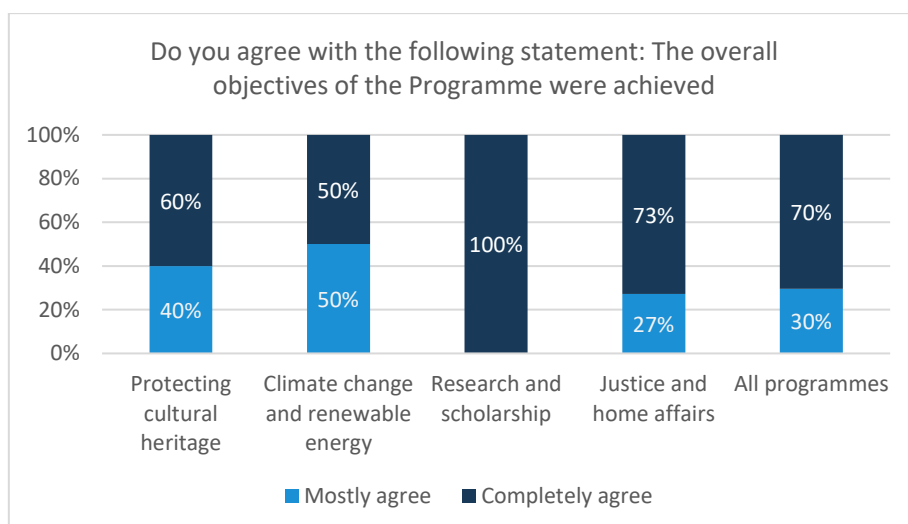 Do you agree with the following statement: The overall
objectives of the Programme were achieved
100%
80%
60%
40%
20%
0%
60%
40%
50%
50%
100%
73%
27%
70%
30%
Protecting
cultural
heritage
Climate change
and renewable
energy
Research and
scholarship
Justice and
home affairs
All programmes
Mostly agree
Completely agree